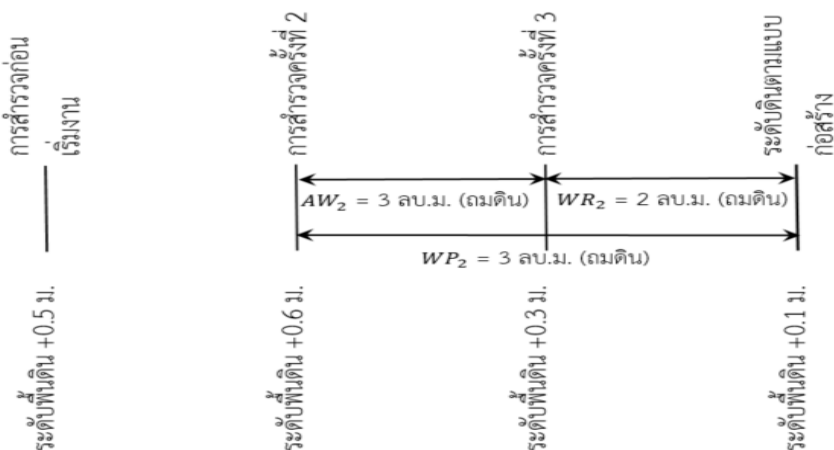 การสำรวจก่อน
เริ่มงาน
การสำรวจครั้งที่ 2
การสำรวจครั้งที่ 3
ระดับดินตามแบบ
ก่อสร้าง
AW₂ = 3 ลบ.ม. (ถมดิน)
WR₂ = 2 ลบ.ม. (ถมดิน)
WP₂ = 3 ลบ.ม. (ถมดิน)
ระดับพื้นดิน +0.5 ม.
ระดับพื้นดิน +0.6 ม.
ระดับพื้นดิน +0.3 ม.
ระดับพื้นดิน +0.1 ม.